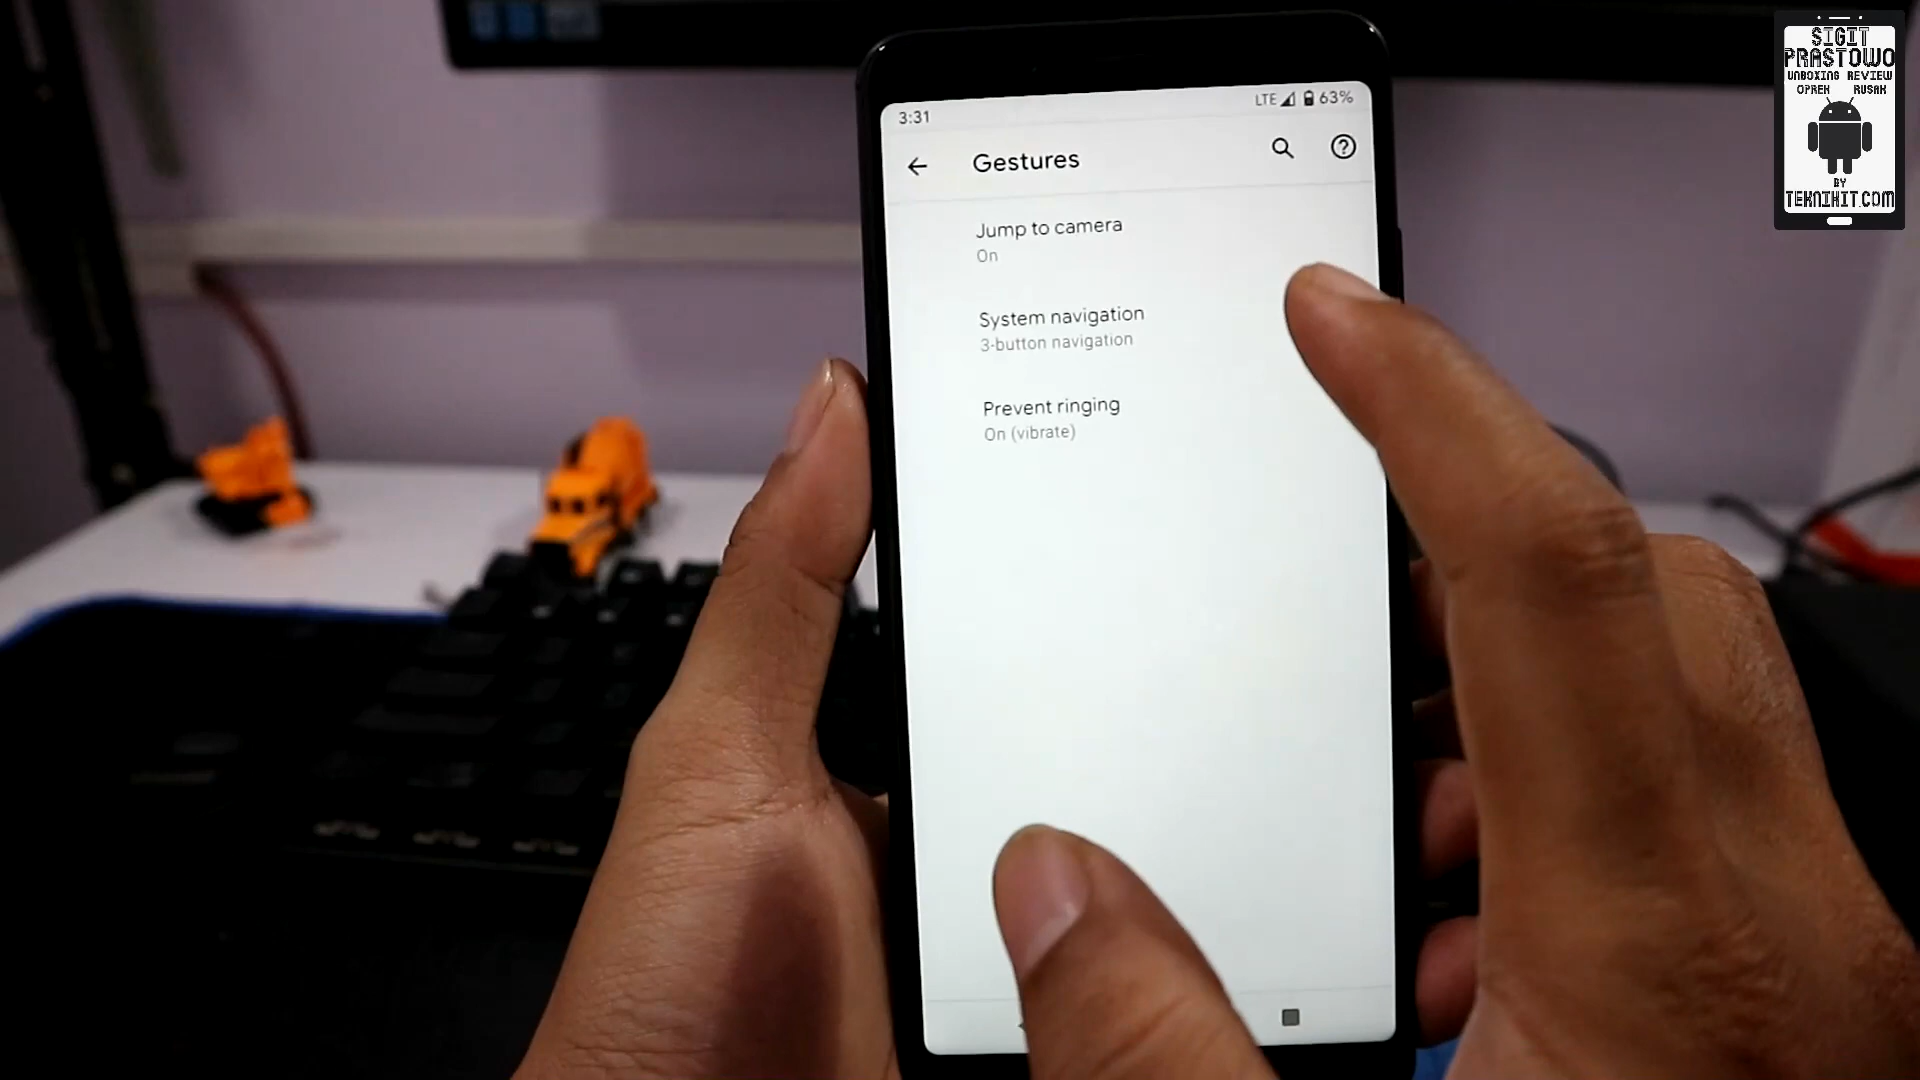 3:31
LTE 63%
Gestures
Jump to camera
On
System navigation
3-button navigation
Prevent ringing
On (vibrate)
SIGIT
PRASTOWO
UNBOXING REVIEW
OPREK RUSAK
BY
TEKNIKIT.COM